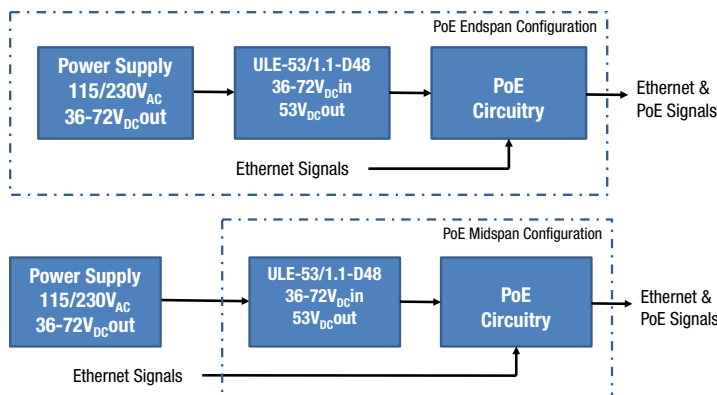 PoE Endspan Configuration
Power Supply
115/230VAC
36-72VDCout
ULE-53/1.1-D48
36-72VDCin
53VDCout
PoE
Circuitry
Ethernet &
PoE Signals
Ethernet Signals
PoE Midspan Configuration
Power Supply
115/230VAC
36-72VDCout
ULE-53/1.1-D48
36-72VDCin
53VDCout
PoE
Circuitry
Ethernet &
PoE Signals
Ethernet Signals